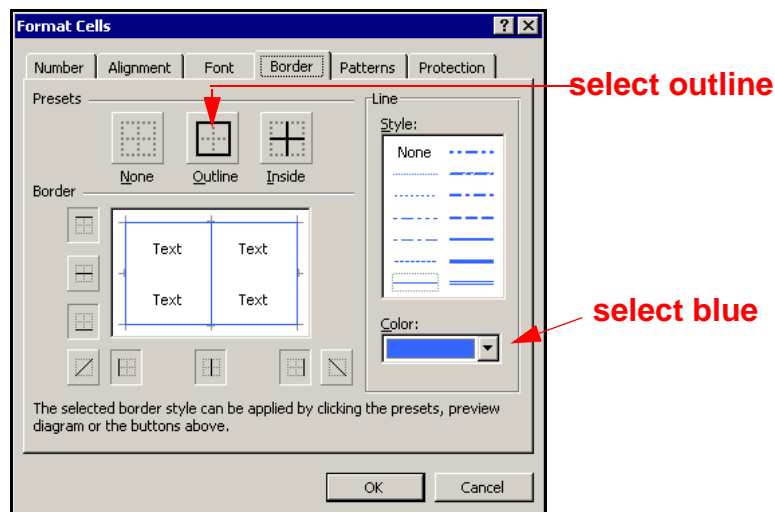 Format Cells
Number Alignment Font Border Patterns Protection
select outline
Presets
None Outline Inside
Line
Style:
None
Border
Text Text
Text Text
Color:
select blue
The selected border style can be applied by clicking the presets, preview
diagram or the buttons above.
OK Cancel